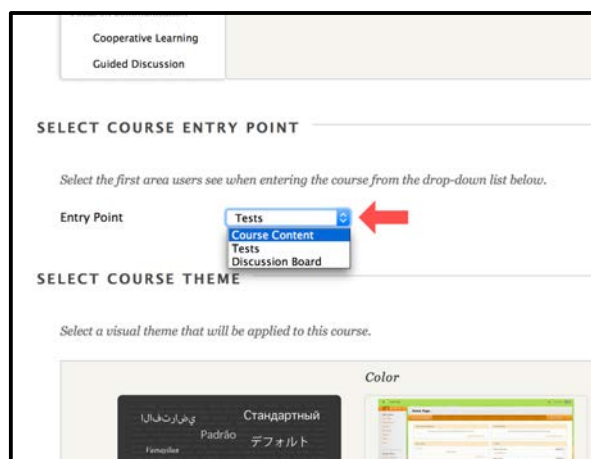 Cooperative Learning
Guided Discussion
SELECT COURSE ENTRY POINT
Select the first area users see when entering the course from the drop-down list below.
Entry Point
Tests
Course Content
Tests
Discussion Board
SELECT COURSE THEME
Select a visual theme that will be applied to this course.
Color
Стандартный
Padrão
デフォルト